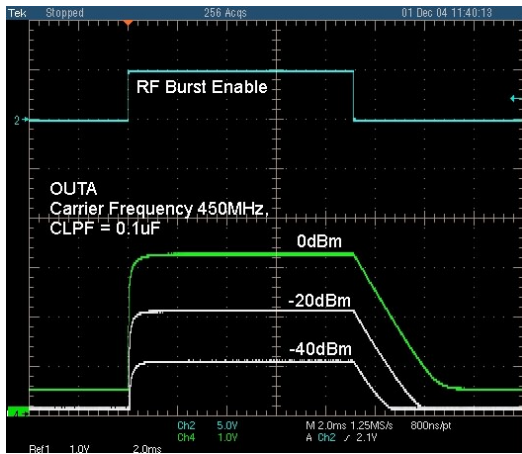 Tek Stopped 256 Acqs 01 Dec 04 11:40:13
RF Burst Enable
2
OUTA
Carrier Frequency 450MHz,
CLPF = 0.1uF
0dBm
-20dBm
-40dBm
4
Ch2 5.0V M 2.0ms 1.25MS/s 800ns/pt
Ch4 1.0V A Ch2 / 2.1V
Ref1 1.0V 2.0ms